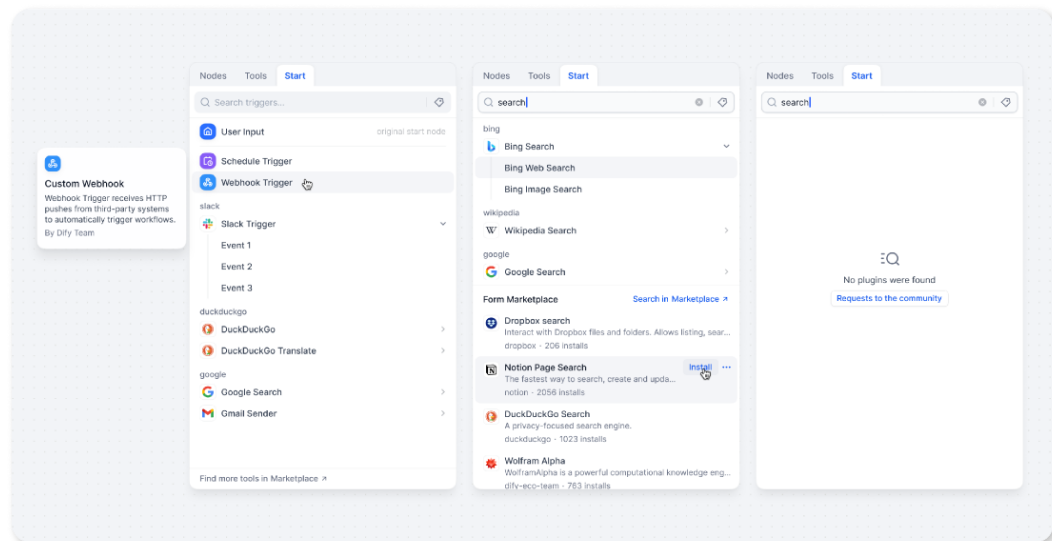 Custom Webhook
Webhook Trigger receives HTTP
pushes from third-party systems
to automatically trigger workflows.
By Dify Team
Nodes Tools Start
Search triggers...
User Input original start node
Schedule Trigger
Webhook Trigger
slack
Slack Trigger
Event 1
Event 2
Event 3
duckduckgo
DuckDuckGo
DuckDuckGo Translate
google
Google Search
Gmail Sender
Find more tools in Marketplace ↗
Nodes Tools Start
search
bing
Bing Search
Bing Web Search
Bing Image Search
wikipedia
W Wikipedia Search
google
Google Search
Form Marketplace Search in Marketplace ↗
Dropbox search
Interact with Dropbox files and folders. Allows listing, sear...
dropbox · 206 installs
Notion Page Search Install
The fastest way to search, create and upda...
notion · 2056 installs
DuckDuckGo Search
A privacy-focused search engine.
duckduckgo · 1023 installs
Wolfram Alpha
WolframAlpha is a powerful computational knowledge eng...
dify-eco-team · 763 installs
Nodes Tools Start
search
No plugins were found
Requests to the community